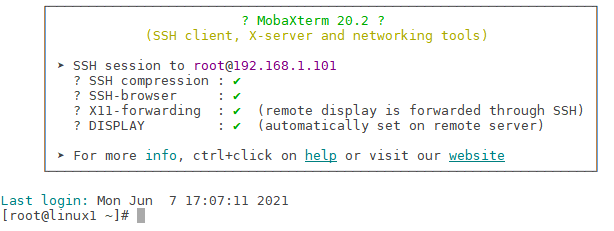 ? MobaXterm 20.2 ?
(SSH client, X-server and networking tools)
➤ SSH session to root@192.168.1.101
? SSH compression : ✔
? SSH-browser     : ✔
? X11-forwarding  : ✔  (remote display is forwarded through SSH)
? DISPLAY         : ✔  (automatically set on remote server)
➤ For more info, ctrl+click on help or visit our website
Last login: Mon Jun  7 17:07:11 2021
[root@linux1 ~]#